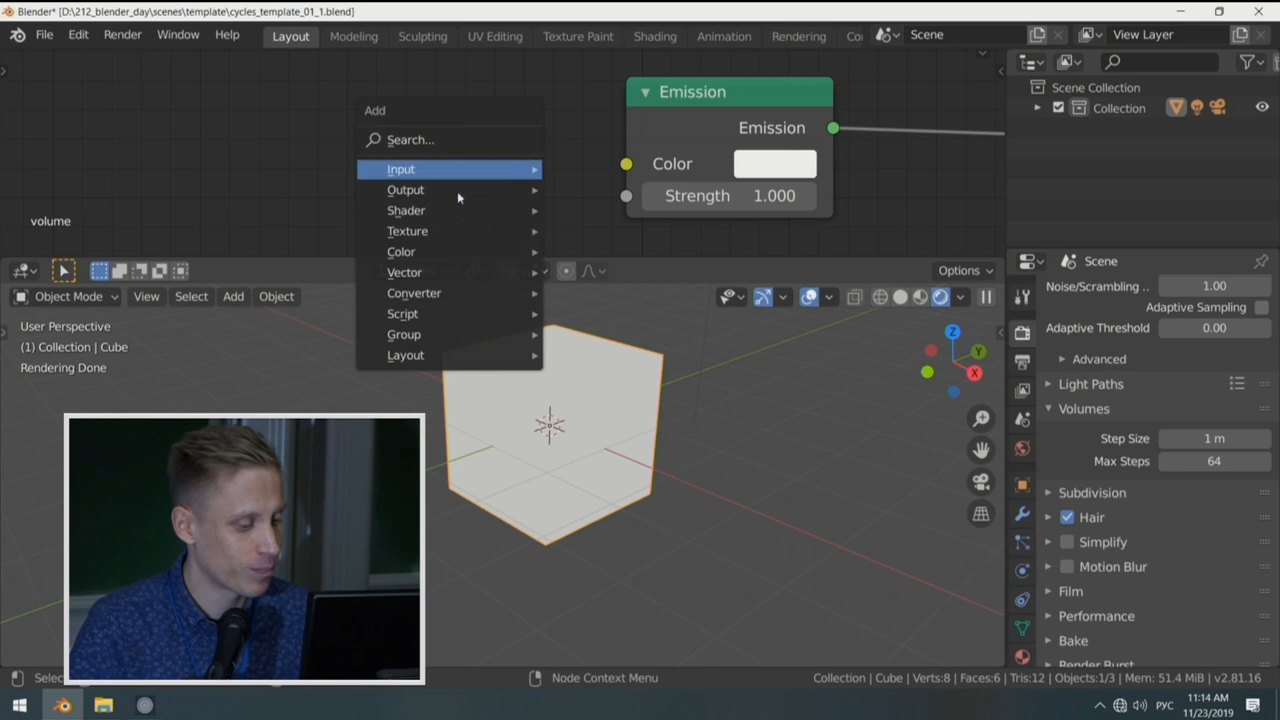 Blender* [D:\212_blender_day\scenes\template\cycles_template_01_1.blend]
File Edit Render Window Help Layout Modeling Sculpting UV Editing Texture Paint Shading Animation Rendering Co Scene View Layer
Add
Search...
Input
Output
Shader
Texture
Color
Vector
Converter
Script
Group
Layout
Emission
Emission
Color
Strength 1.000
volume
Scene Collection
Collection
Options
Object Mode View Select Add Object
User Perspective
(1) Collection | Cube
Rendering Done
Z
Y
X
Scene
Noise/Scrambling .. 1.00
Adaptive Sampling
Adaptive Threshold 0.00
Advanced
Light Paths
Volumes
Step Size 1 m
Max Steps 64
Subdivision
Hair
Simplify
Motion Blur
Film
Performance
Bake
Selec
Node Context Menu
Collection | Cube | Verts:8 | Faces:6 | Tris:12 | Objects:1/3 | Mem: 51.4 MiB | v2.81.16
РУС
11:14 AM
11/23/2019